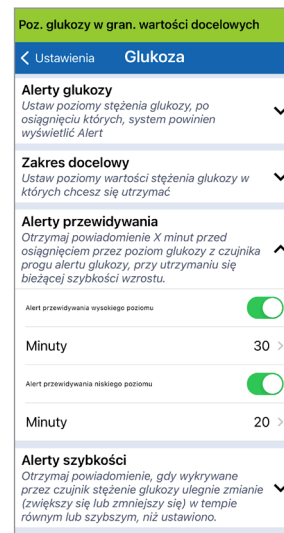 Poz. glukozy w gran. wartości docelowych
Ustawienia Glukoza
Alerty glukozy
Ustaw poziomy stężenia glukozy, po
osiągnięciu których, system powinien
wyświetlić Alert
Zakres docelowy
Ustaw poziomy wartości stężenia glukozy w
których chcesz się utrzymać
Alerty przewidywania
Otrzymaj powiadomienie X minut przed
osiągnięciem przez poziom glukozy z czujnika
progu alertu glukozy, przy utrzymaniu się
bieżącej szybkości wzrostu.
Alert przewidywania wysokiego poziomu
Minuty 30
Alert przewidywania niskiego poziomu
Minuty 20
Alerty szybkości
Otrzymaj powiadomienie, gdy wykrywane
przez czujnik stężenie glukozy ulegnie zmianie
(zwiększy się lub zmniejszy się) w tempie
równym lub szybszym, niż ustawiono.